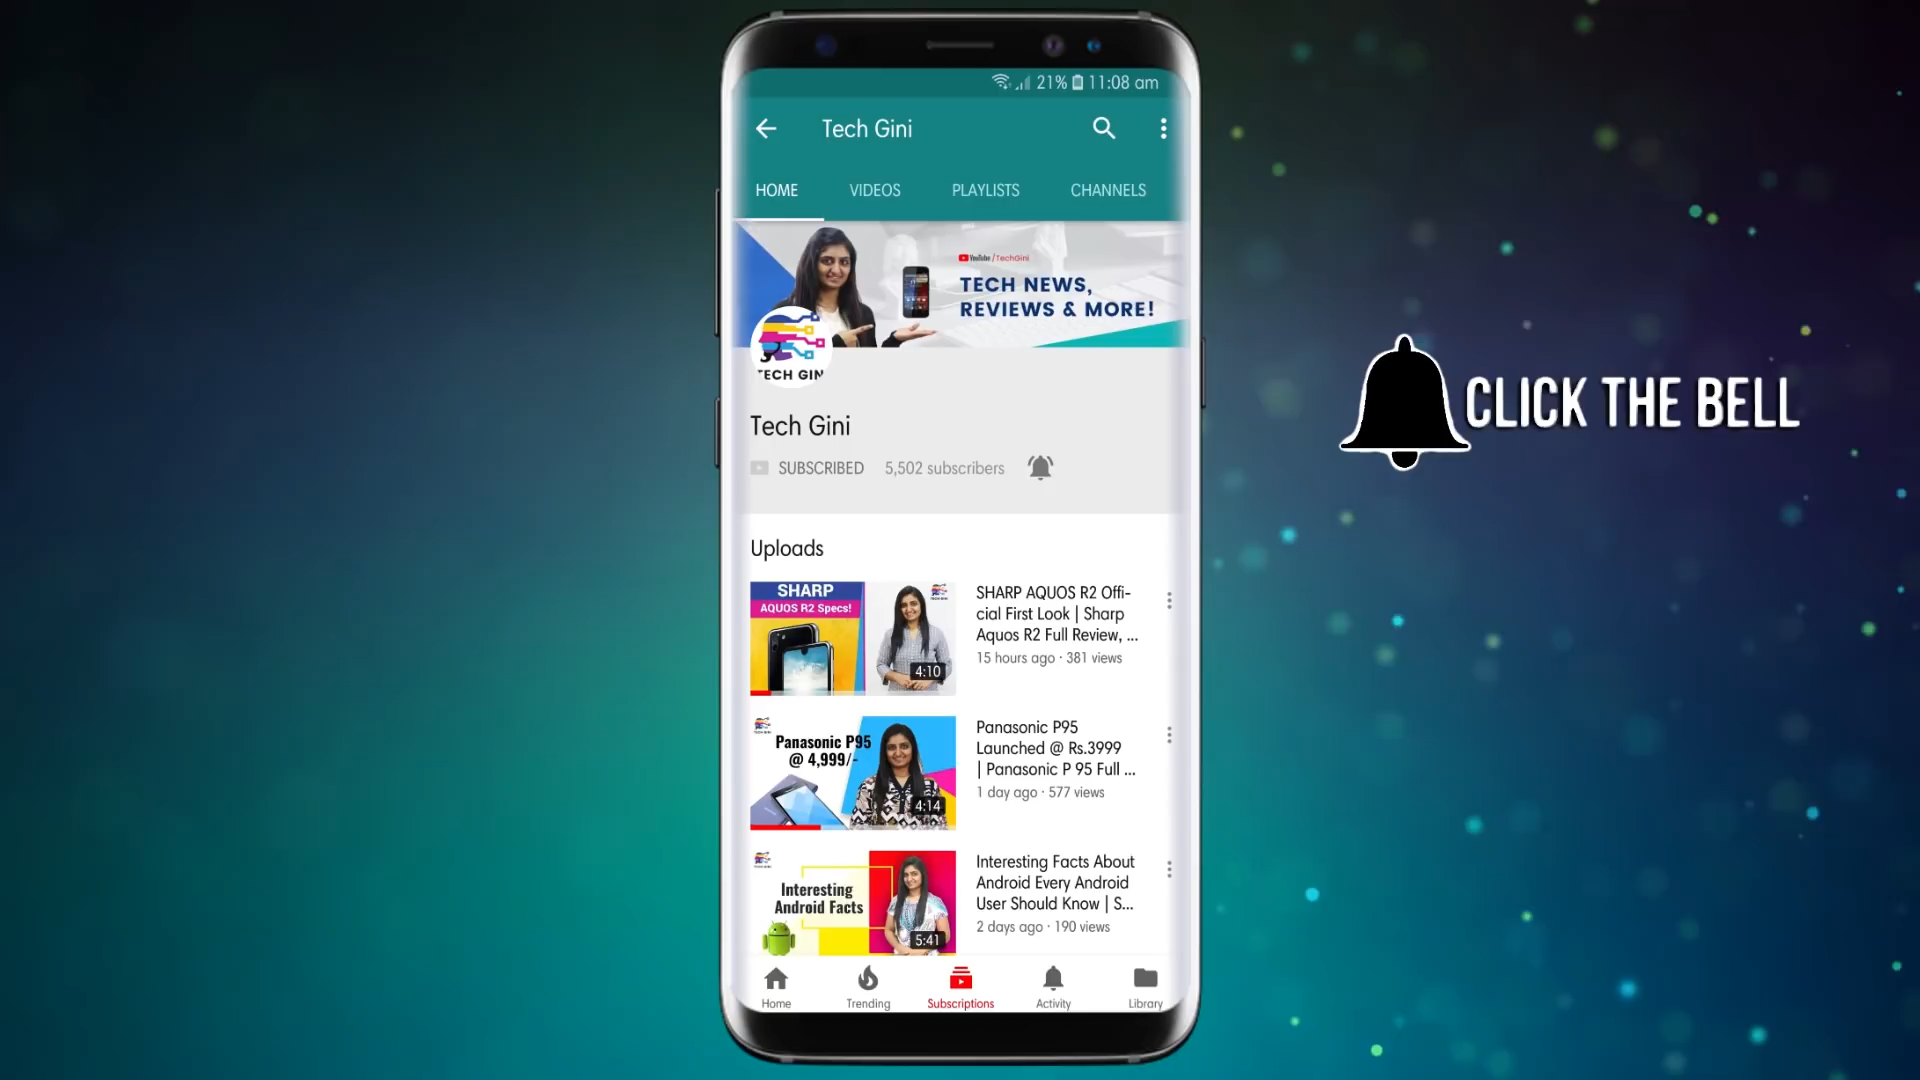 21% 11:08 am
Tech Gini
HOME VIDEOS PLAYLISTS CHANNELS
YouTube /TechGini
TECH NEWS,
REVIEWS & MORE!
TECH GIN
Tech Gini
SUBSCRIBED 5,502 subscribers
CLICK THE BELL
Uploads
SHARP
AQUOS R2 Specs!
4:10
SHARP AQUOS R2 Offi-
cial First Look | Sharp
Aquos R2 Full Review, ...
15 hours ago · 381 views
Panasonic P95
@ 4,999/-
4:14
Panasonic P95
Launched @ Rs.3999
| Panasonic P 95 Full ...
1 day ago · 577 views
Interesting
Android Facts
5:41
Interesting Facts About
Android Every Android
User Should Know | S...
2 days ago · 190 views
Home Trending Subscriptions Activity Library